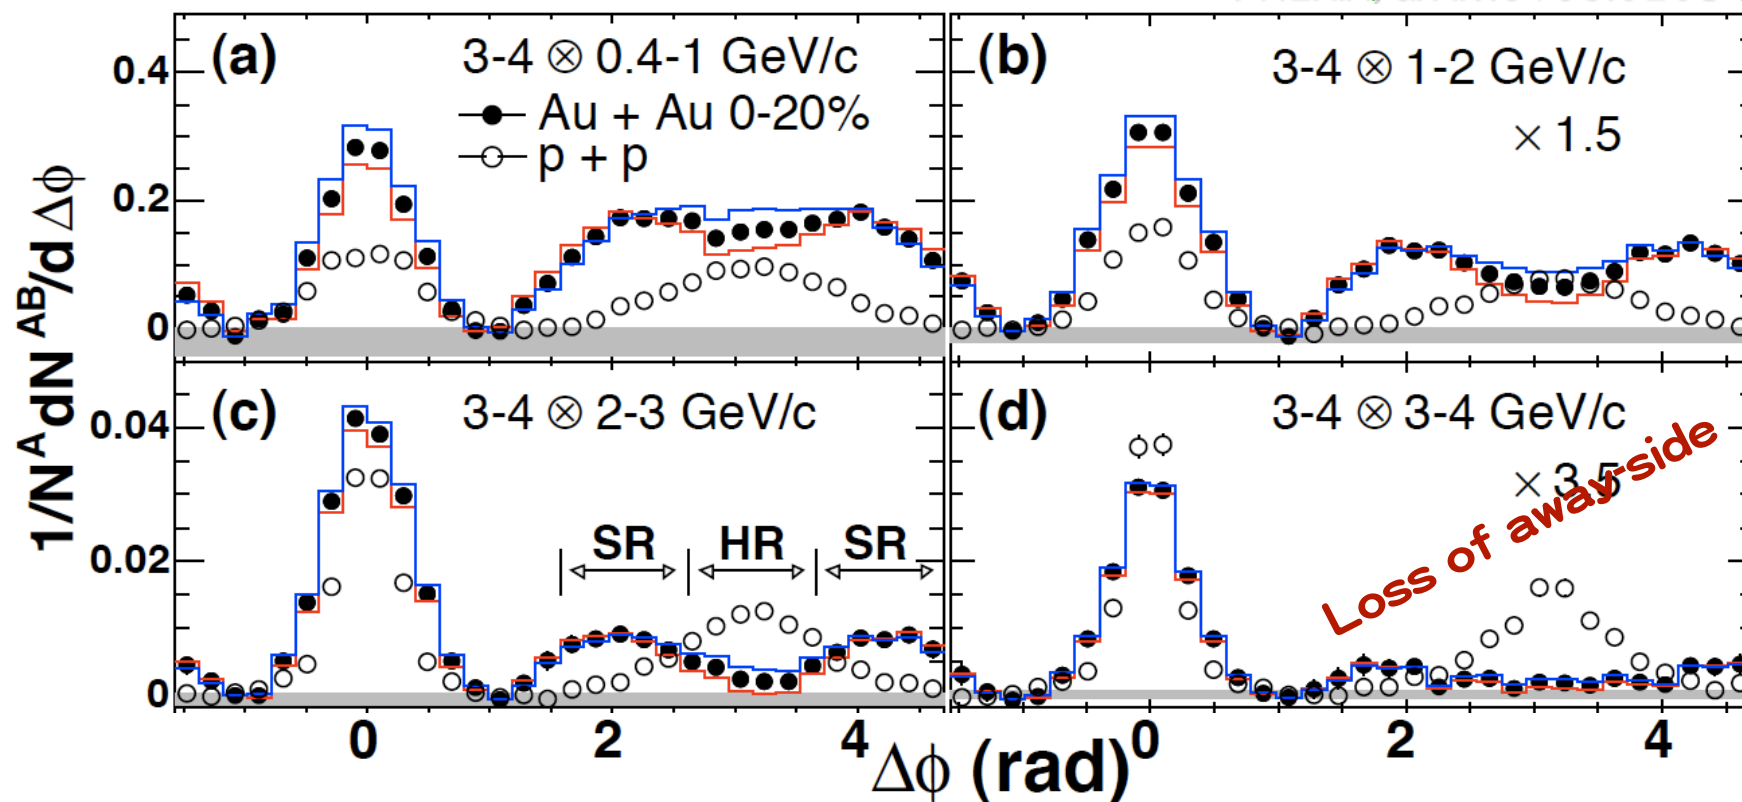 (a)
3-4 ⊗ 0.4-1 GeV/c
Au + Au 0-20%
p + p
(b)
3-4 ⊗ 1-2 GeV/c
× 1.5
0.4
0.2
0
1/N^A dN^AB/d Δϕ
(c)
3-4 ⊗ 2-3 GeV/c
SR HR SR
(d)
3-4 ⊗ 3-4 GeV/c
× 3.5
Loss of away-side
0.04
0.02
0
0 2 4
0 2 4
Δϕ (rad)